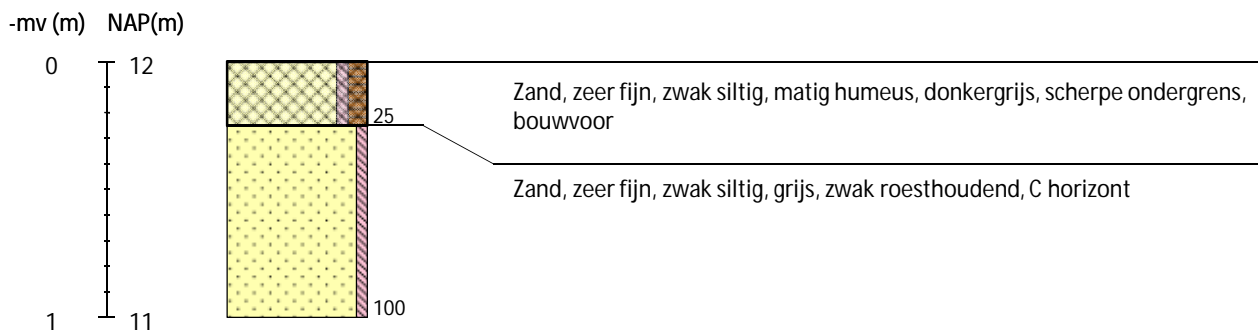 -mv (m) NAP(m)
0 12
Zand, zeer fijn, zwak siltig, matig humeus, donkergrijs, scherpe ondergrens,
bouwvoor
25
Zand, zeer fijn, zwak siltig, grijs, zwak roesthoudend, C horizont
100
1 11